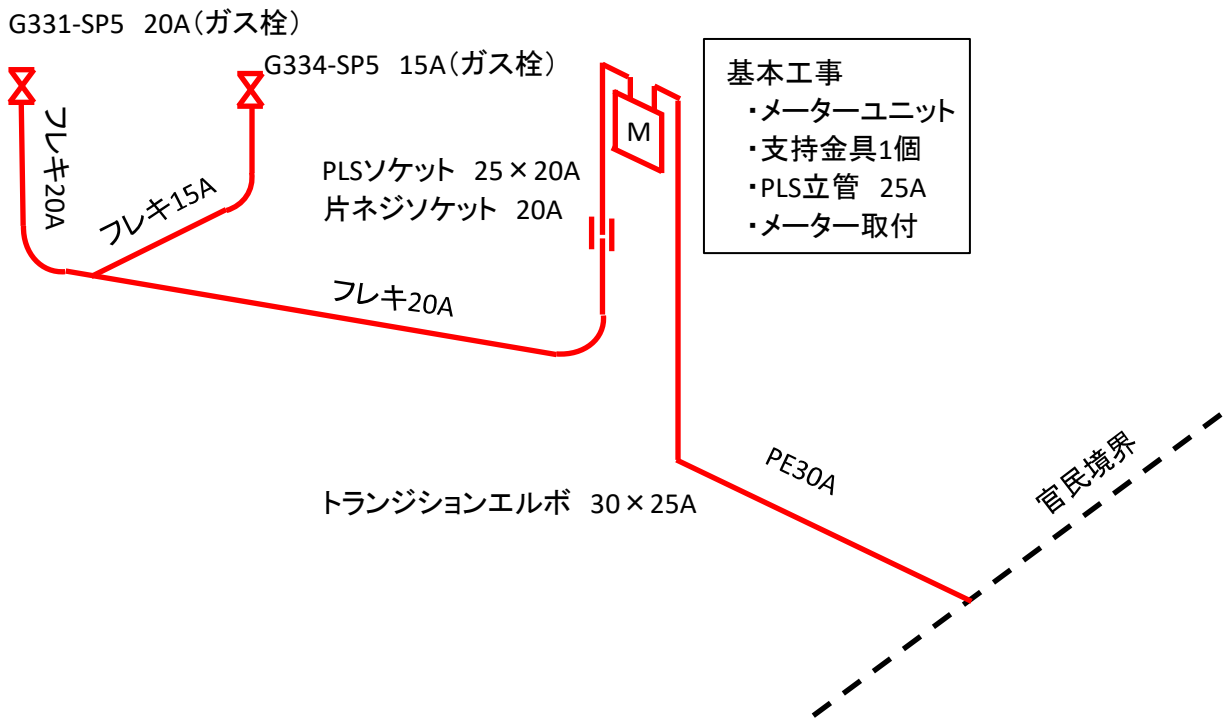 G331-SP5 20A(ガス栓)
G334-SP5 15A(ガス栓)
フレキ20A
フレキ15A
PLSソケット 25×20A
片ネジソケット 20A
M
基本工事
・メーターユニット
・支持金具1個
・PLS立管 25A
・メーター取付
フレキ20A
トランジションエルボ 30×25A
PE30A
官民境界